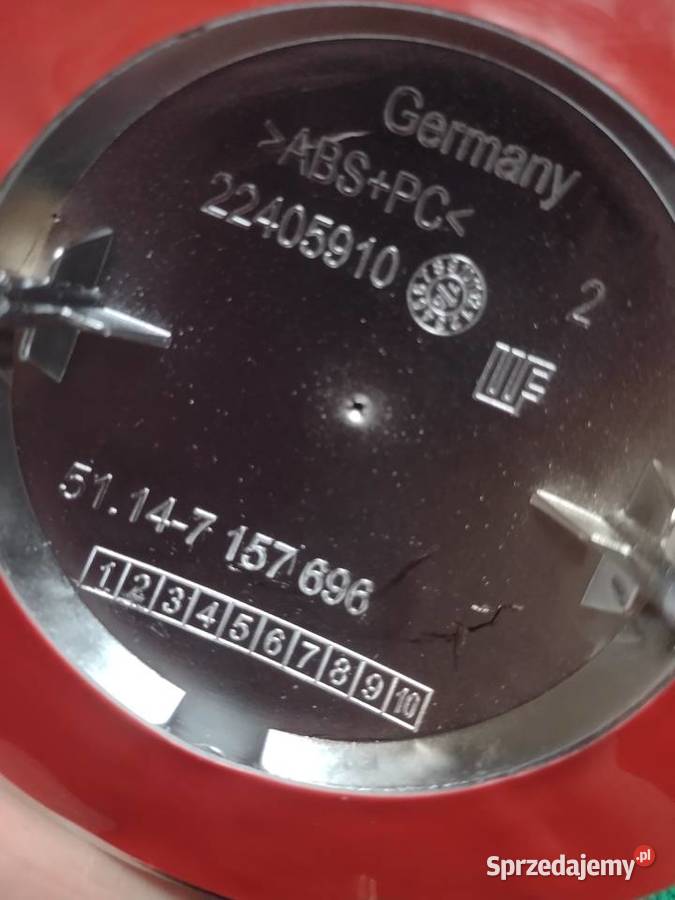 Germany
>ABS+PC<
22405910
2
51.14-7 157 696
1 2 3 4 5 6 7 8 9 10
Sprzedajemy.pl